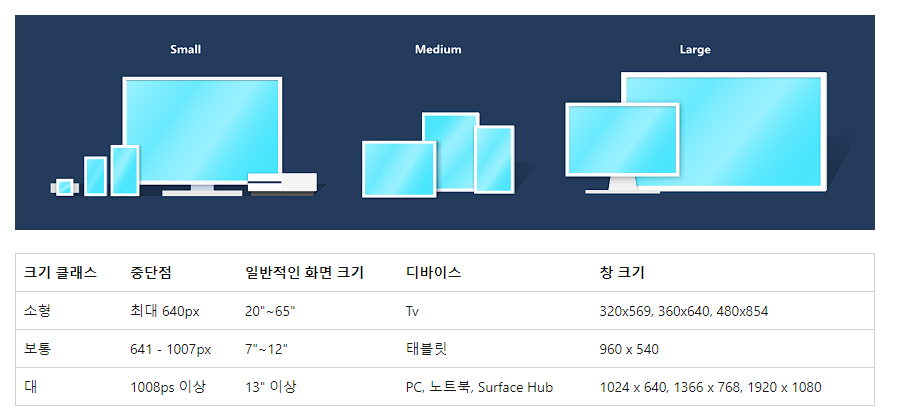 Small Medium Large
크기 클래스 중단점 일반적인 화면 크기 디바이스 창 크기
소형 최대 640px 20"~65" Tv 320x569, 360x640, 480x854
보통 641 - 1007px 7"~12" 태블릿 960 x 540
대 1008ps 이상 13" 이상 PC, 노트북, Surface Hub 1024 x 640, 1366 x 768, 1920 x 1080